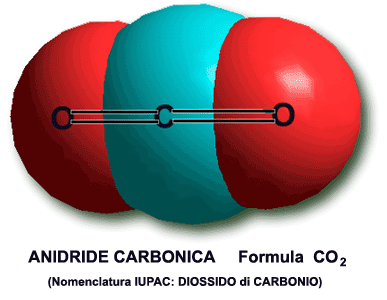 O C O
ANIDRIDE CARBONICA Formula CO₂
(Nomenclatura IUPAC: DIOSSIDO di CARBONIO)